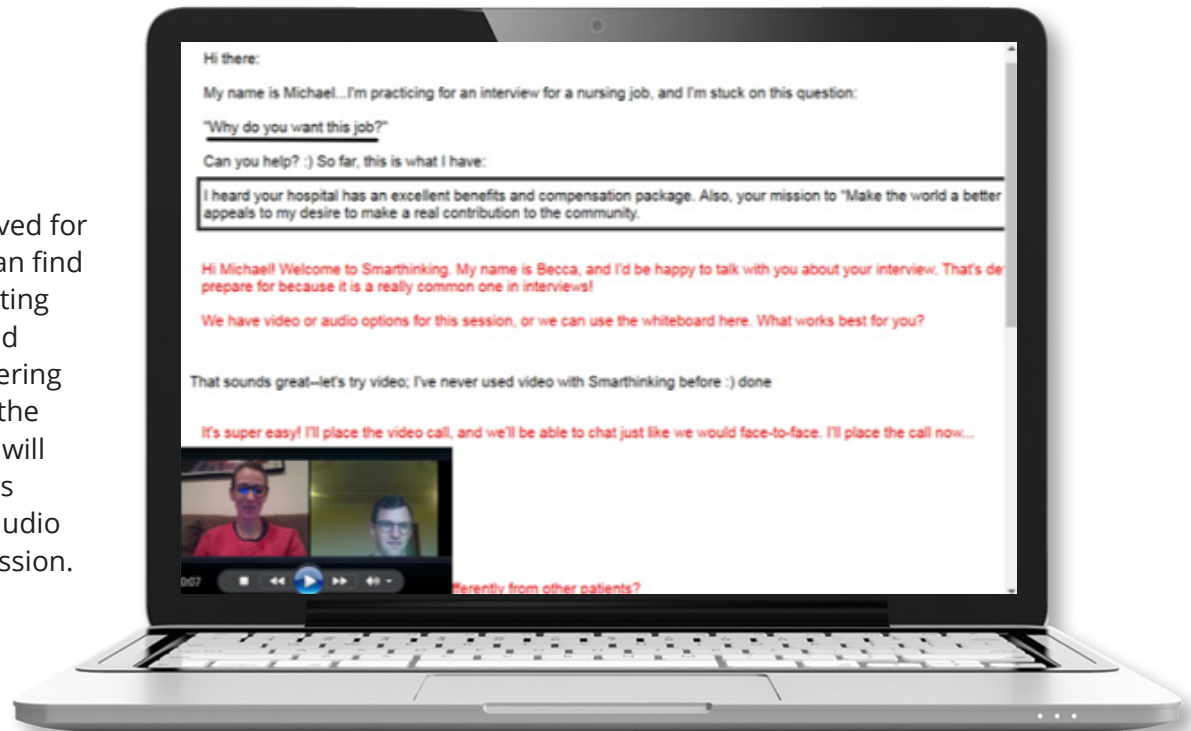 ved for
an find
ting
d
ering
the
will
s
udio
ssion.
Hi there:
My name is Michael...I'm practicing for an interview for a nursing job, and I'm stuck on this question:
"Why do you want this job?"
Can you help? :) So far, this is what I have:
I heard your hospital has an excellent benefits and compensation package. Also, your mission to "Make the world a better
appeals to my desire to make a real contribution to the community.
Hi Michael! Welcome to Smarthinking. My name is Becca, and I'd be happy to talk with you about your interview. That's de
prepare for because it is a really common one in interviews!
We have video or audio options for this session, or we can use the whiteboard here. What works best for you?
That sounds great--let's try video; I've never used video with Smarthinking before :) done
It's super easy! I'll place the video call, and we'll be able to chat just like we would face-to-face. I'll place the call now...
0:07
fferently from other patients?